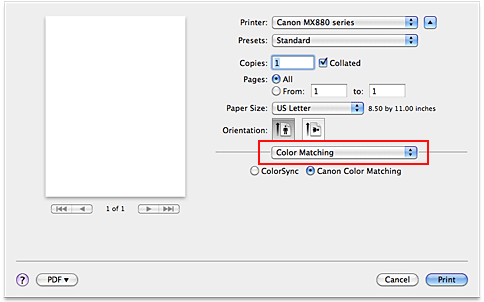 Printer: Canon MX880 series
Presets: Standard
Copies: 1 Collated
Pages: All
From: 1 to: 1
Paper Size: US Letter 8.50 by 11.00 inches
Orientation:
Color Matching
ColorSync Canon Color Matching
1 of 1
? PDF ▾ Cancel Print